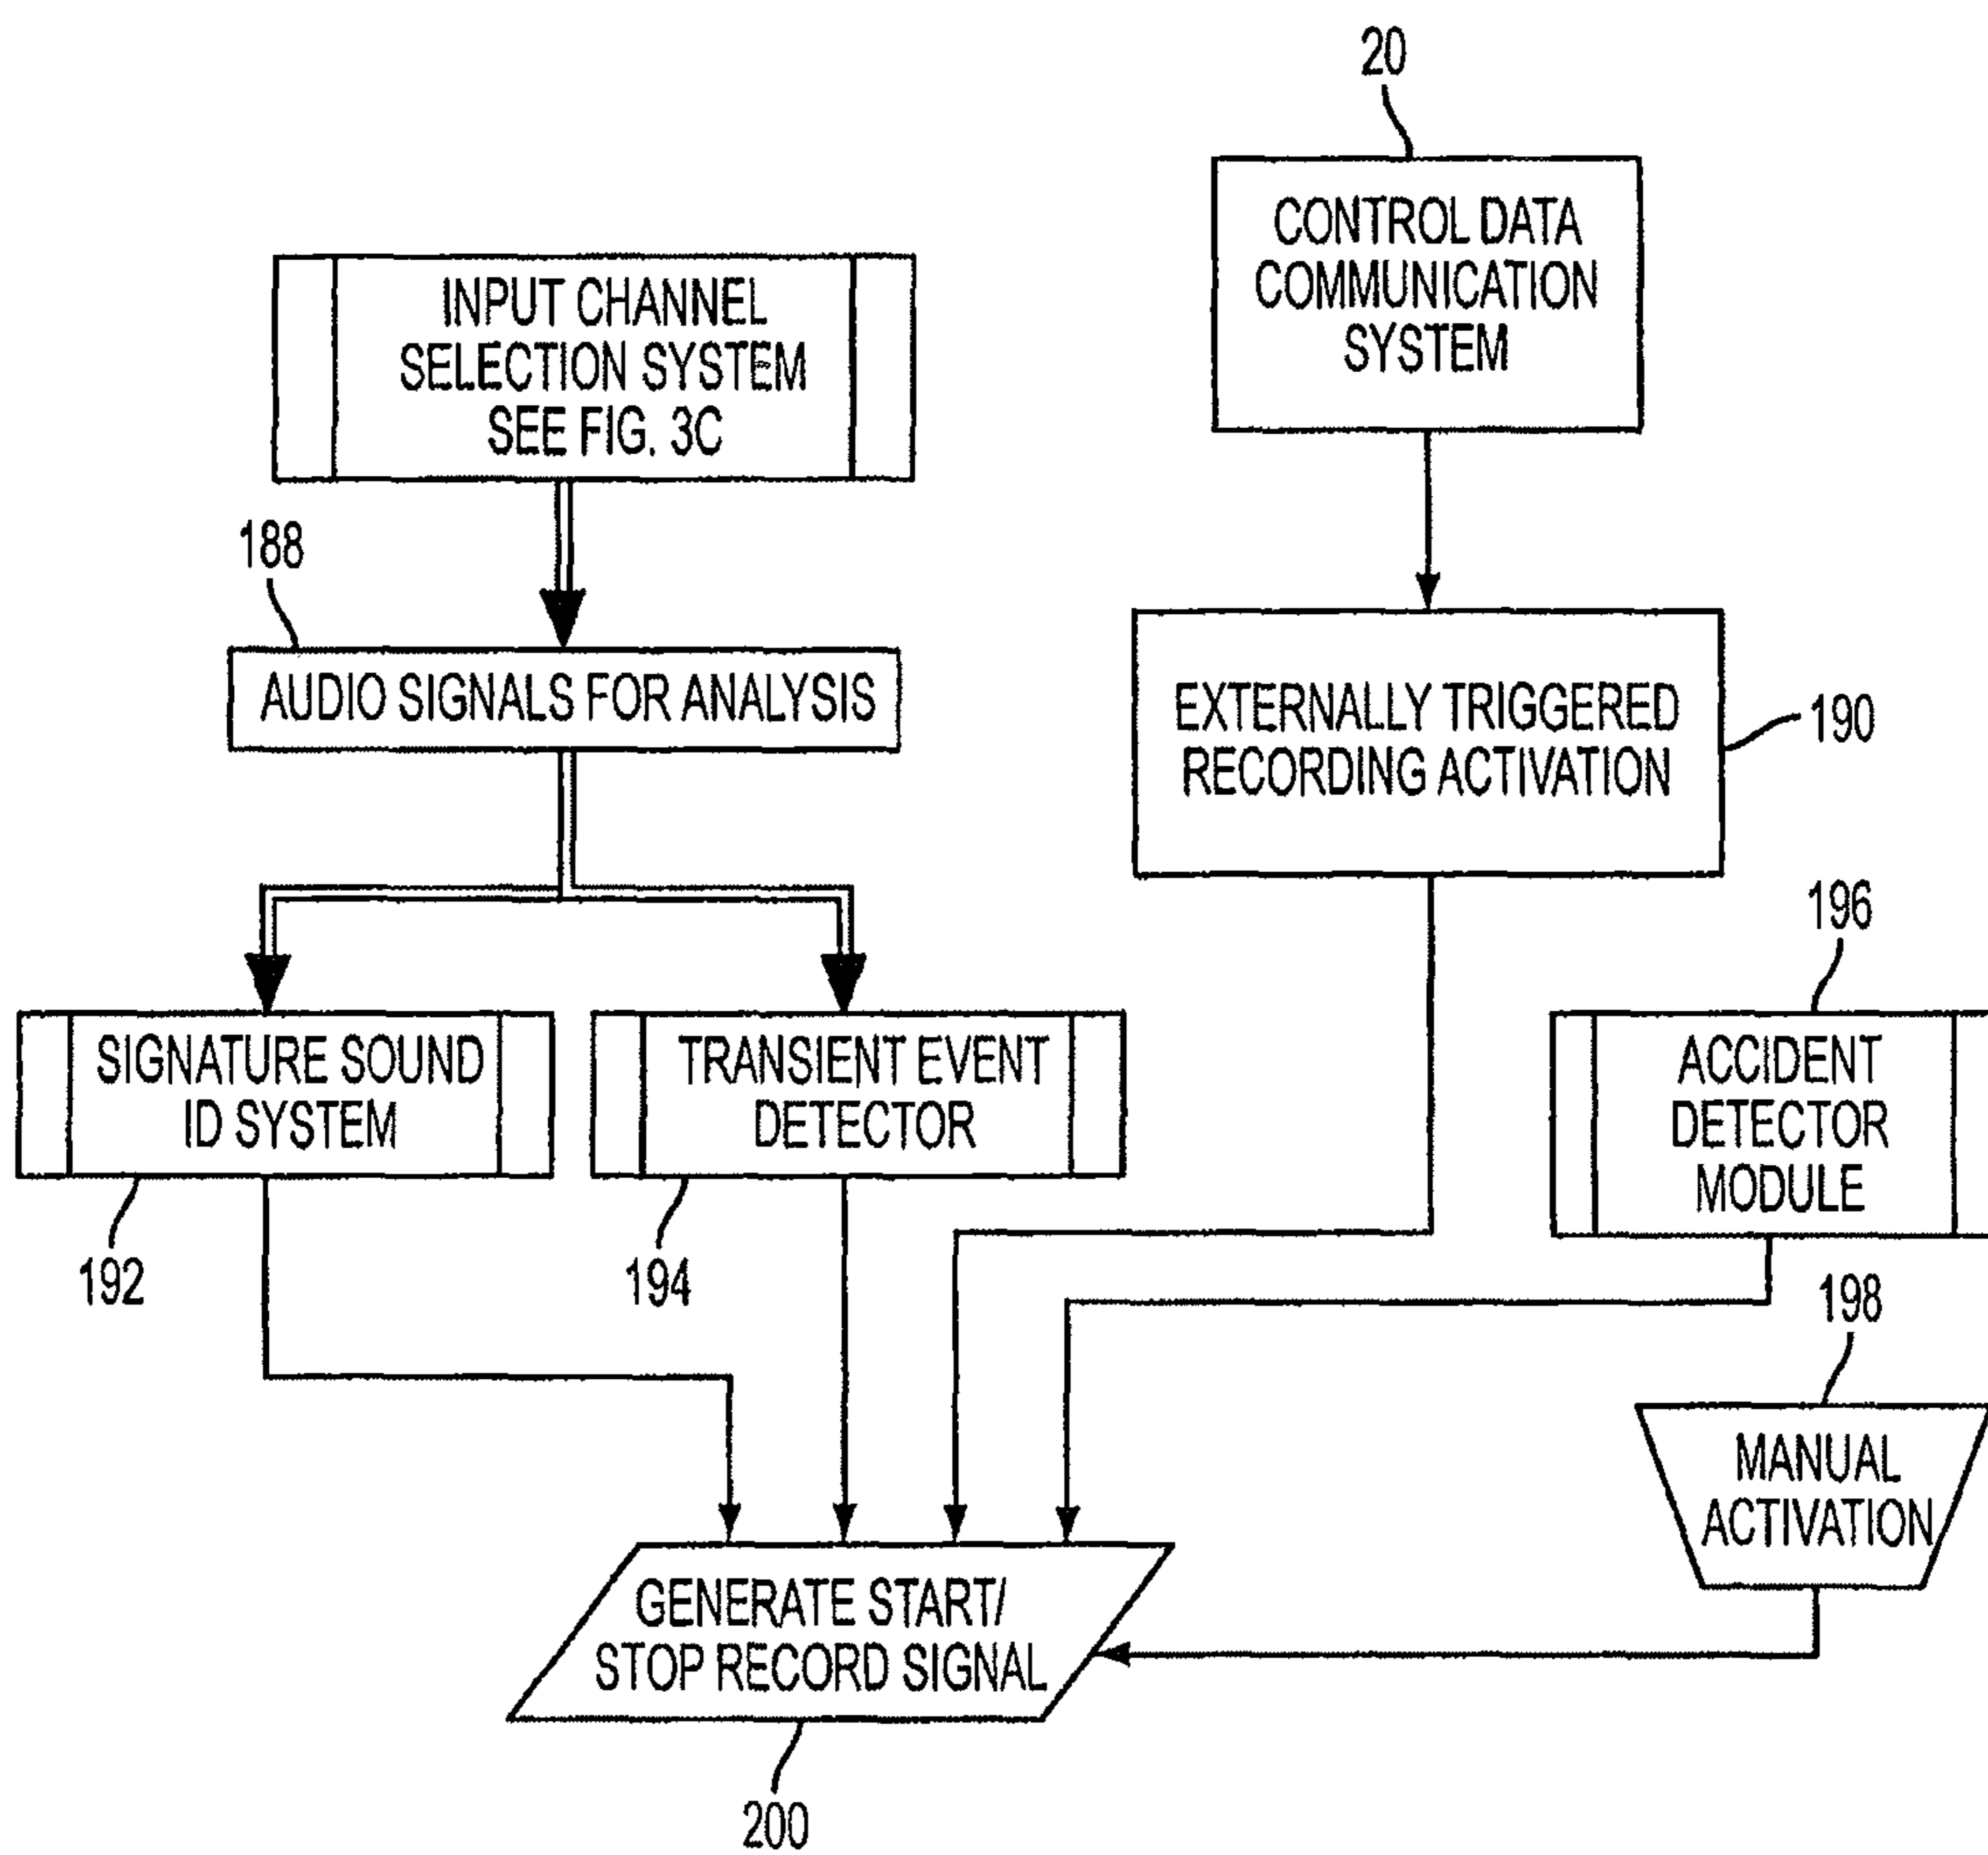 20
CONTROL DATA
COMMUNICATION
SYSTEM
INPUT CHANNEL
SELECTION SYSTEM
SEE FIG. 3C
188
AUDIO SIGNALS FOR ANALYSIS
EXTERNALLY TRIGGERED
RECORDING ACTIVATION
190
196
SIGNATURE SOUND
ID SYSTEM
TRANSIENT EVENT
DETECTOR
ACCIDENT
DETECTOR
MODULE
192
194
198
MANUAL
ACTIVATION
GENERATE START/
STOP RECORD SIGNAL
200